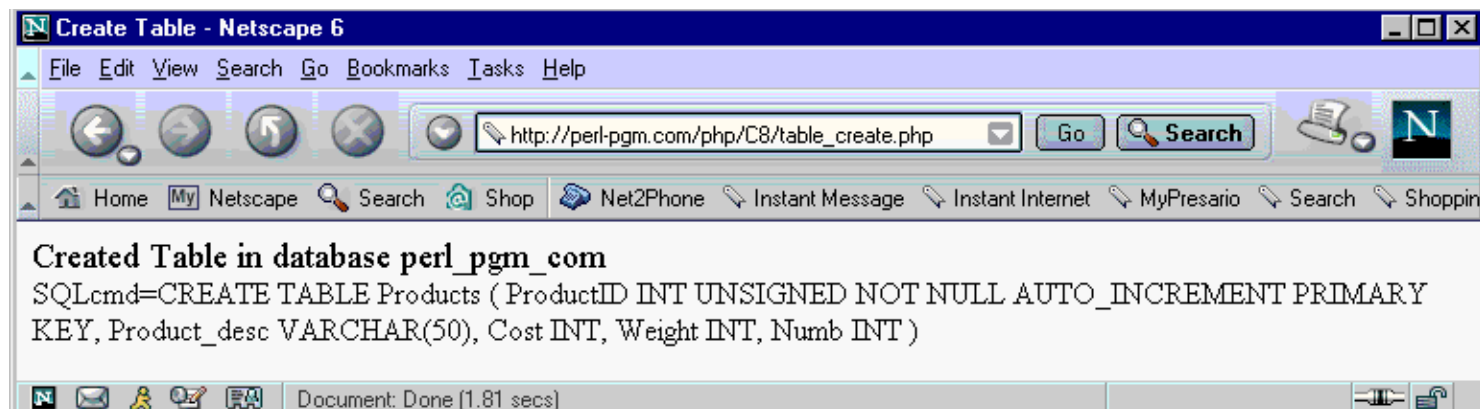 N Create Table - Netscape 6
File Edit View Search Go Bookmarks Tasks Help
http://perl-pgm.com/php/C8/table_create.php Go Search N
Home My Netscape Search Shop Net2Phone Instant Message Instant Internet MyPresario Search Shoppin
Created Table in database perl_pgm_com
SQLcmd=CREATE TABLE Products ( ProductID INT UNSIGNED NOT NULL AUTO_INCREMENT PRIMARY
KEY, Product_desc VARCHAR(50), Cost INT, Weight INT, Numb INT )
N Document: Done (1.81 secs)